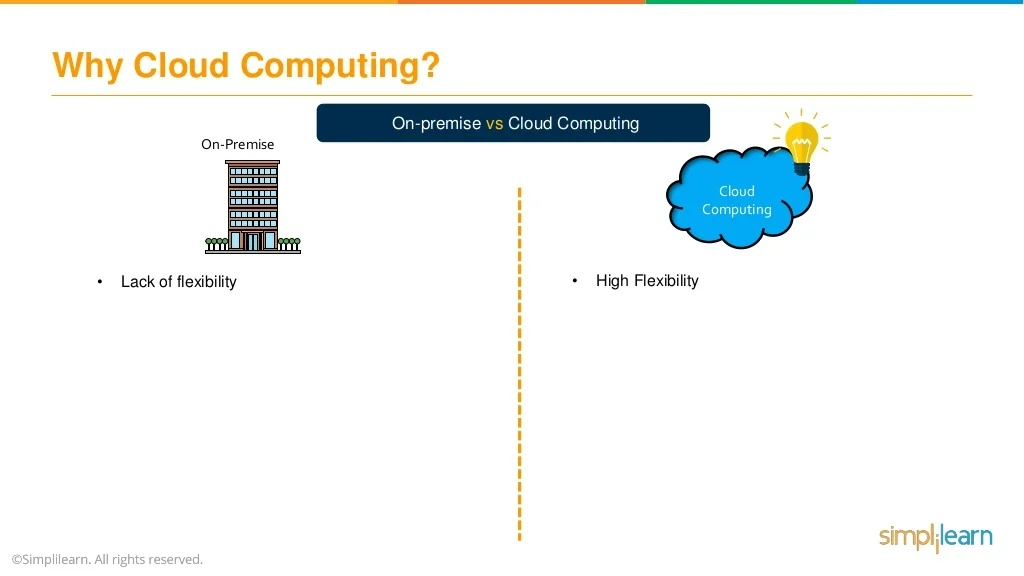 Why Cloud Computing?
On-premise vs Cloud Computing
On-Premise
Cloud
Computing
• Lack of flexibility
• High Flexibility
simplilearn
©Simplilearn. All rights reserved.